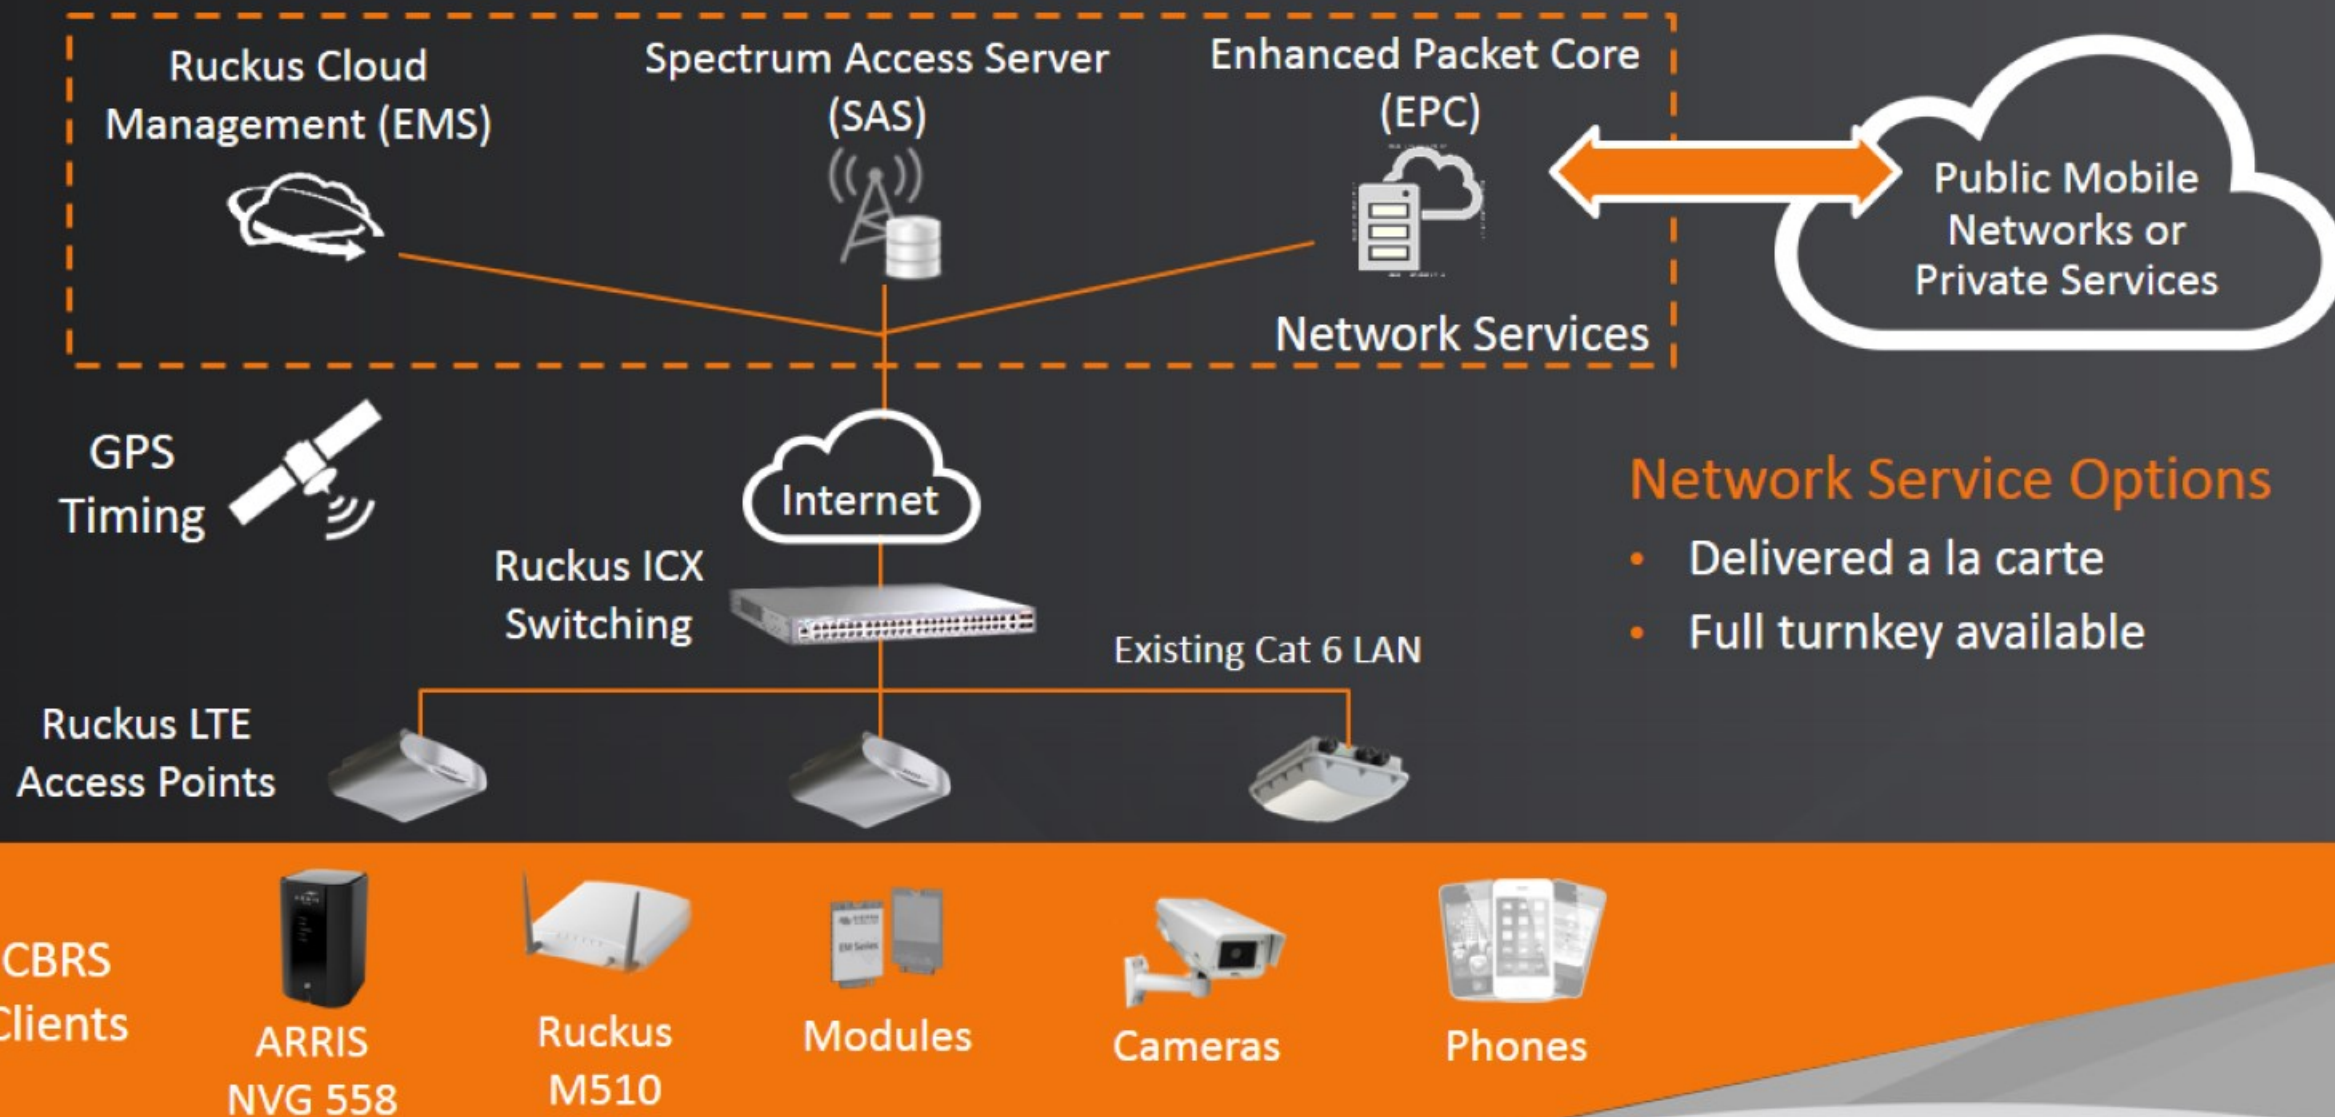 Ruckus Cloud
Management (EMS)
Spectrum Access Server
(SAS)
Enhanced Packet Core
(EPC)
Public Mobile
Networks or
Private Services
Network Services
GPS
Timing
Internet
Network Service Options
• Delivered a la carte
• Full turnkey available
Ruckus ICX
Switching
Existing Cat 6 LAN
Ruckus LTE
Access Points
CBRS
Clients
ARRIS
NVG 558
Ruckus
M510
EM Series
Modules
Cameras
Phones